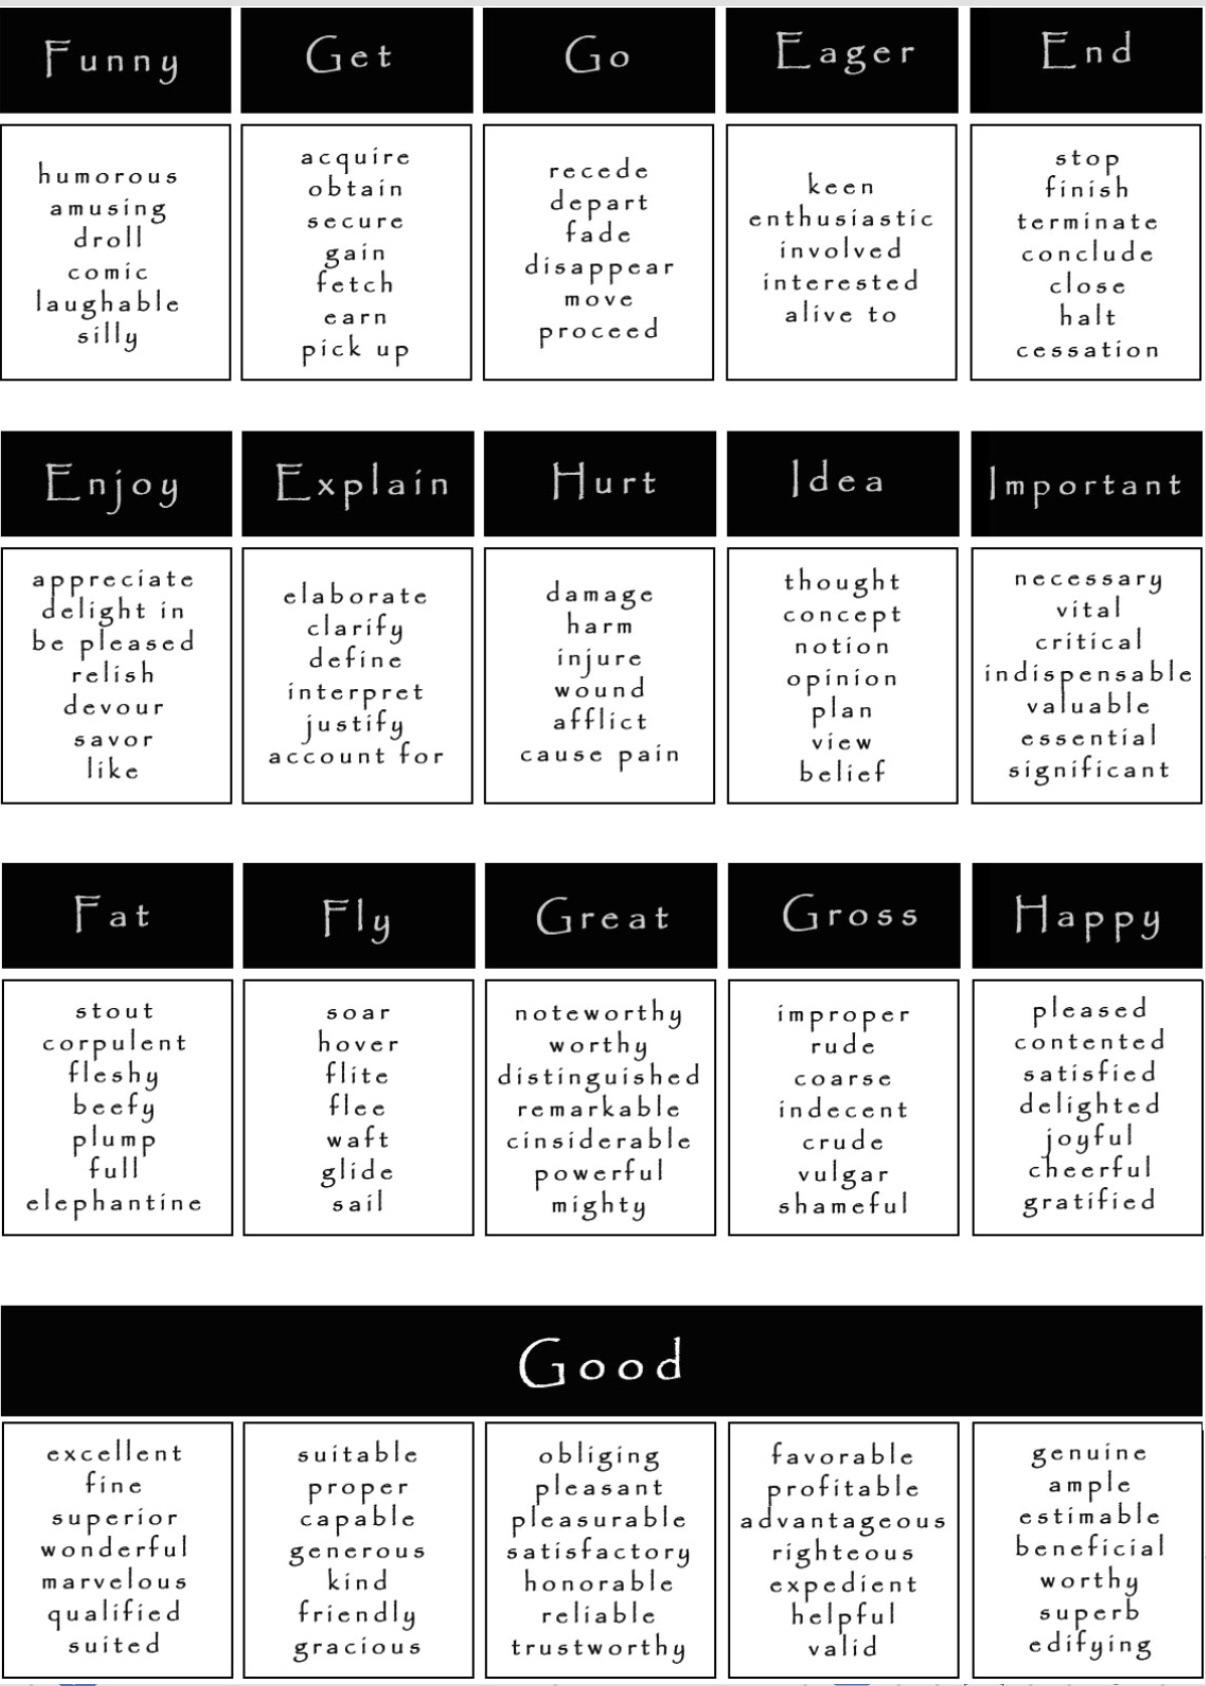 Funny
humorous
amusing
droll
comic
laughable
silly
Get
acquire
obtain
secure
gain
fetch
earn
pick up
Go
recede
depart
fade
disappear
move
proceed
Eager
keen
enthusiastic
involved
interested
alive to
End
stop
finish
terminate
conclude
close
halt
cessation
Enjoy
appreciate
delight in
be pleased
relish
devour
savor
like
Explain
elaborate
clarify
define
interpret
justify
account for
Hurt
damage
harm
injure
wound
afflict
cause pain
Idea
thought
concept
notion
opinion
plan
view
belief
Important
necessary
vital
critical
indispensable
valuable
essential
significant
Fat
stout
corpulent
fleshy
beefy
plump
full
elephantine
Fly
soar
hover
flite
flee
waft
glide
sail
Great
noteworthy
worthy
distinguished
remarkable
cinsiderable
powerful
mighty
Gross
improper
rude
coarse
indecent
crude
vulgar
shameful
Happy
pleased
contented
satisfied
delighted
joyful
cheerful
gratified
Good
excellent
fine
superior
wonderful
marvelous
qualified
suited
suitable
proper
capable
generous
kind
friendly
gracious
obliging
pleasant
pleasurable
satisfactory
honorable
reliable
trustworthy
favorable
profitable
advantageous
righteous
expedient
helpful
valid
genuine
ample
estimable
beneficial
worthy
superb
edifying